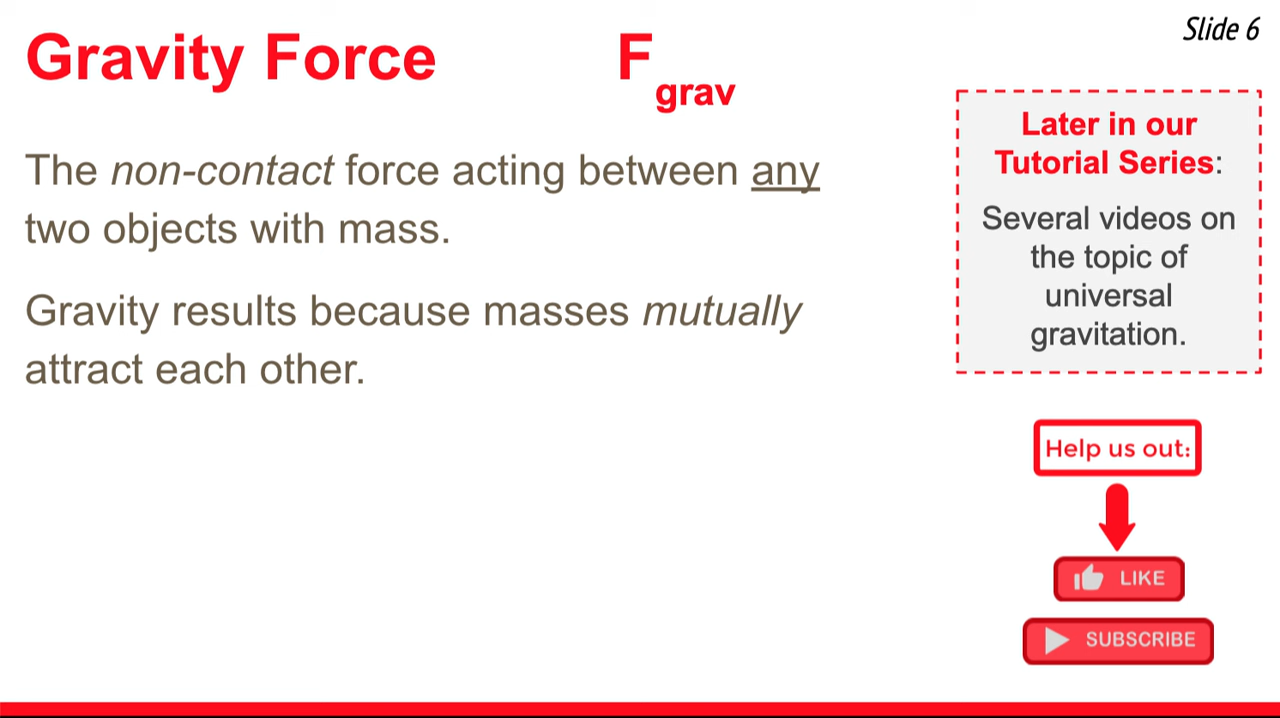 Slide 6
Gravity Force F grav
The non-contact force acting between any
two objects with mass.
Gravity results because masses mutually
attract each other.
Later in our
Tutorial Series:
Several videos on
the topic of
universal
gravitation.
Help us out:
LIKE
SUBSCRIBE